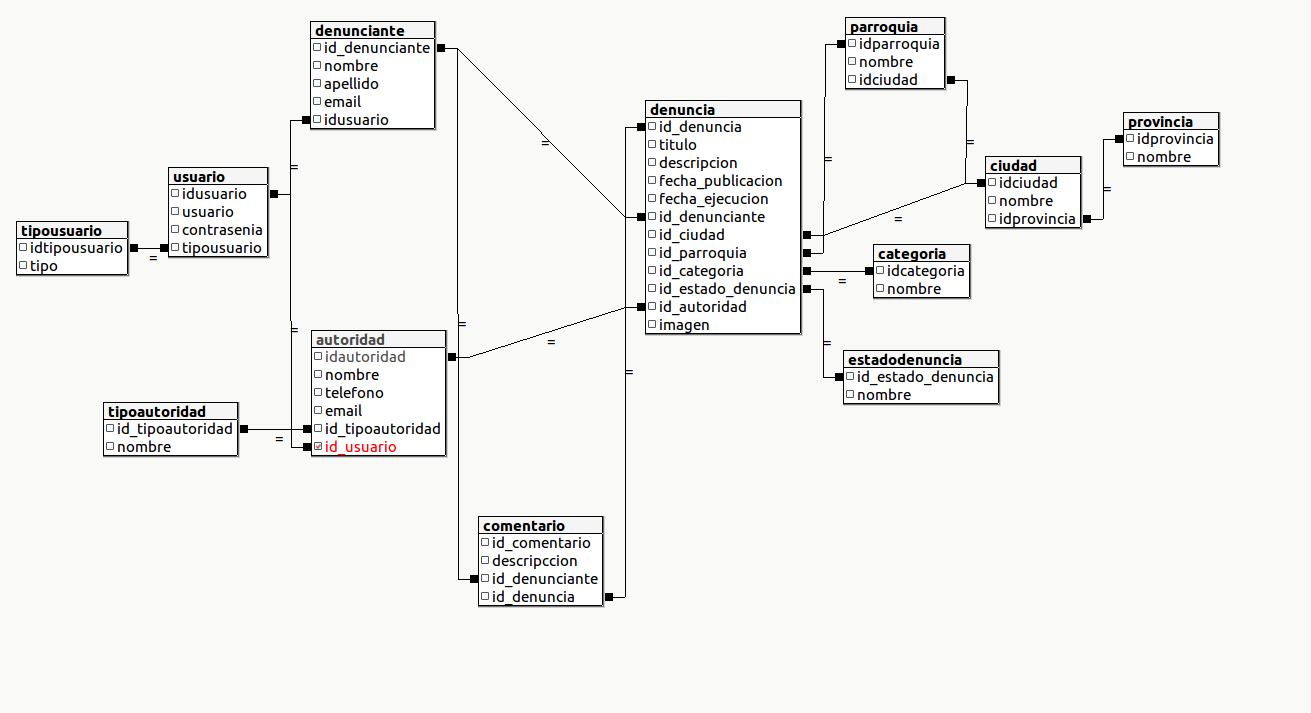 denunciante
id_denunciante
nombre
apellido
email
idusuario
parroquia
idparroquia
nombre
idciudad
denuncia
id_denuncia
titulo
descripcion
fecha_publicacion
fecha_ejecucion
id_denunciante
id_ciudad
id_parroquia
id_categoria
id_estado_denuncia
id_autoridad
imagen
provincia
idprovincia
nombre
ciudad
idciudad
nombre
idprovincia
usuario
idusuario
usuario
contrasenia
tipousuario
tipousuario
idtipousuario
tipo
categoria
idcategoria
nombre
autoridad
idautoridad
nombre
telefono
email
id_tipoautoridad
id_usuario
estadodenuncia
id_estado_denuncia
nombre
tipoautoridad
id_tipoautoridad
nombre
comentario
id_comentario
descripccion
id_denunciante
id_denuncia
=
=
=
=
=
=
=
=
=
=
=
=
=